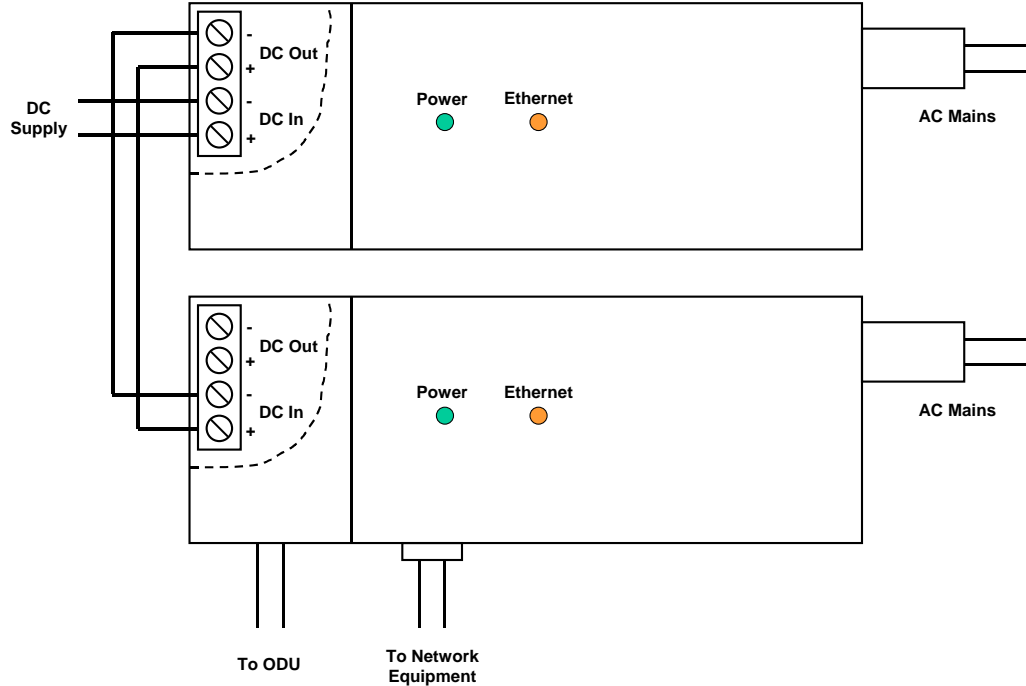 -
DC Out
+
-
DC In
+
DC
Supply
Power
Ethernet
AC Mains
-
DC Out
+
-
DC In
+
Power
Ethernet
AC Mains
To ODU
To Network
Equipment